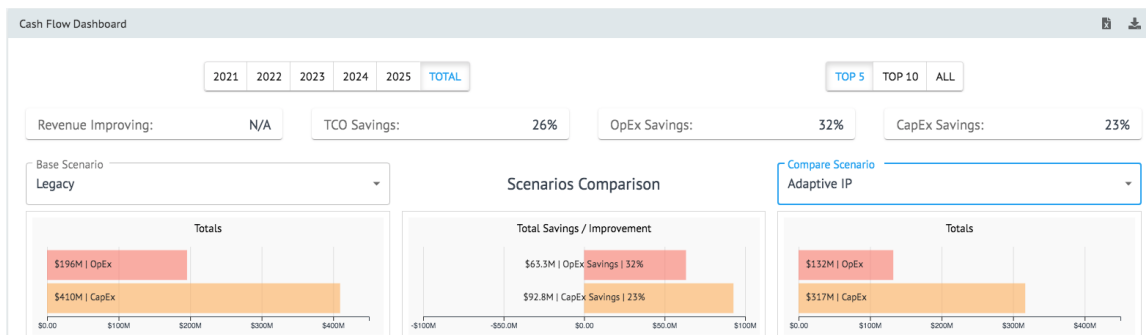 Cash Flow Dashboard
2021 2022 2023 2024 2025 TOTAL
TOP 5 TOP 10 ALL
Revenue Improving: N/A
TCO Savings: 26%
OpEx Savings: 32%
CapEx Savings: 23%
Base Scenario
Legacy
Scenarios Comparison
Compare Scenario
Adaptive IP
Totals
$196M | OpEx
$410M | CapEx
$0.00 $100M $200M $300M $400M
Total Savings / Improvement
$63.3M | OpEx Savings | 32%
$92.8M | CapEx Savings | 23%
-$100M -$50.0M $0.00 $50.0M $100M
Totals
$132M | OpEx
$317M | CapEx
$0.00 $100M $200M $300M $400M